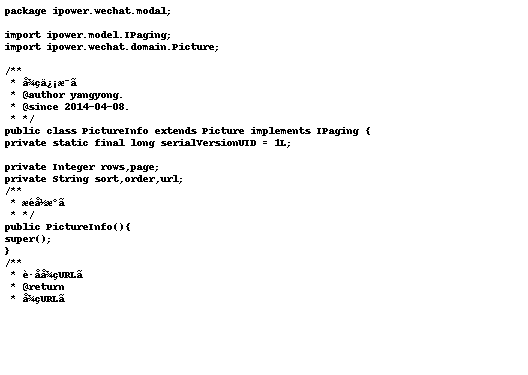 package ipower.wechat.modal;
import ipower.model.IPaging;
import ipower.wechat.domain.Picture;
/**
* å¾çä¿¡æ¯ã
* @author yangyong.
* @since 2014-04-08.
* */
public class PictureInfo extends Picture implements IPaging {
private static final long serialVersionUID = 1L;
private Integer rows,page;
private String sort,order,url;
/**
* æéå½æ°ã
* */
public PictureInfo(){
super();
}
/**
* è·åå¾çURLã
* @return
* å¾çURLã